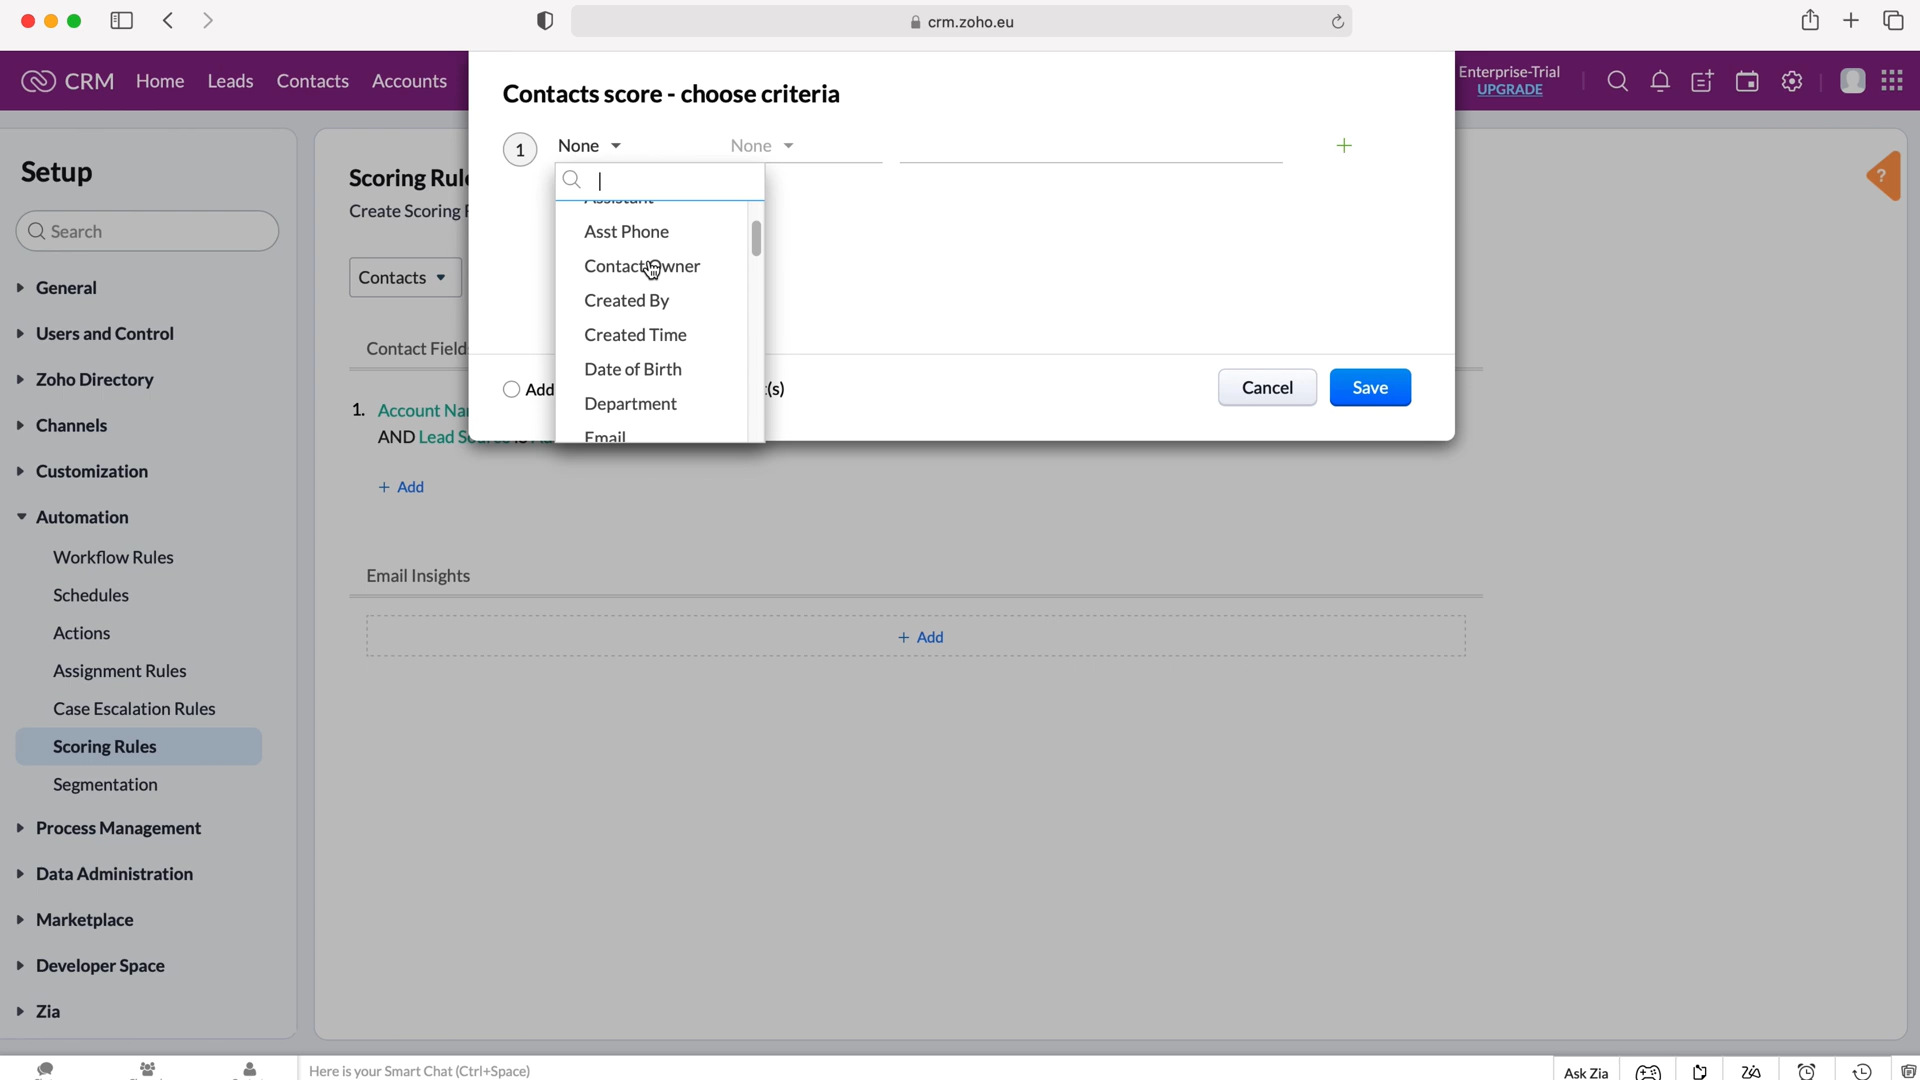 crm.zoho.eu
CRM Home Leads Contacts Accounts
Enterprise-Trial
UPGRADE
Contacts score - choose criteria
1 None None
Assistant
Asst Phone
Contact Owner
Created By
Created Time
Date of Birth
Department
Email
Add
(s)
Cancel Save
Setup
Search
General
Users and Control
Zoho Directory
Channels
Customization
Automation
Workflow Rules
Schedules
Actions
Assignment Rules
Case Escalation Rules
Scoring Rules
Segmentation
Process Management
Data Administration
Marketplace
Developer Space
Zia
Scoring Rul
Create Scoring
Contacts
Contact Field
1. Account Na
AND Lead
+ Add
Email Insights
+ Add
?
Here is your Smart Chat (Ctrl+Space)
Ask Zia